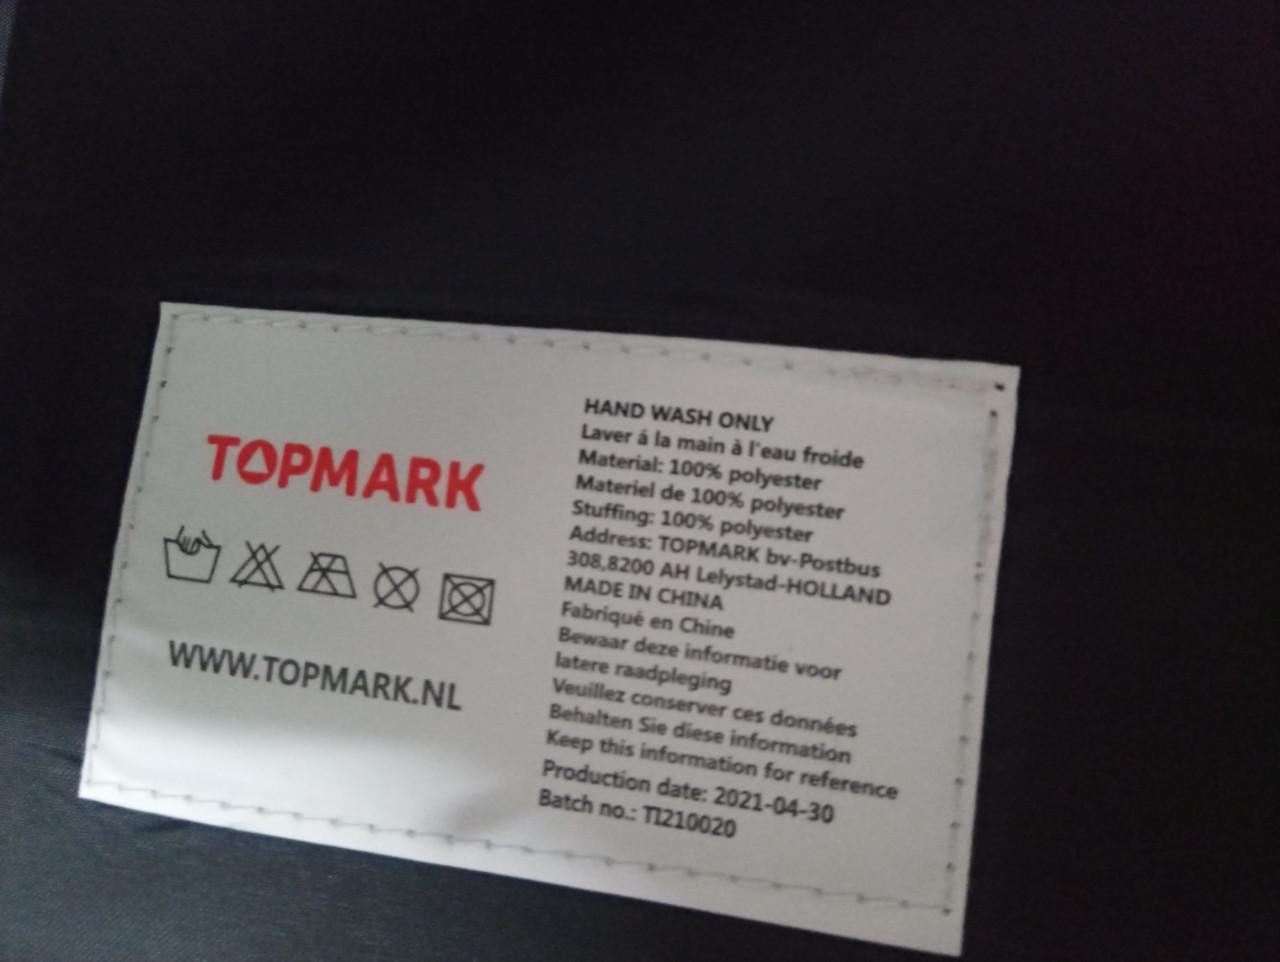 TOPMARK
WWW.TOPMARK.NL
HAND WASH ONLY
Laver á la main à l'eau froide
Material: 100% polyester
Materiel de 100% polyester
Stuffing: 100% polyester
Address: TOPMARK bv-Postbus
308,8200 AH Lelystad-HOLLAND
MADE IN CHINA
Fabriqué en Chine
Bewaar deze informatie voor
latere raadpleging
Veuillez conserver ces données
Behalten Sie diese information
Keep this information for reference
Production date: 2021-04-30
Batch no.: TI210020